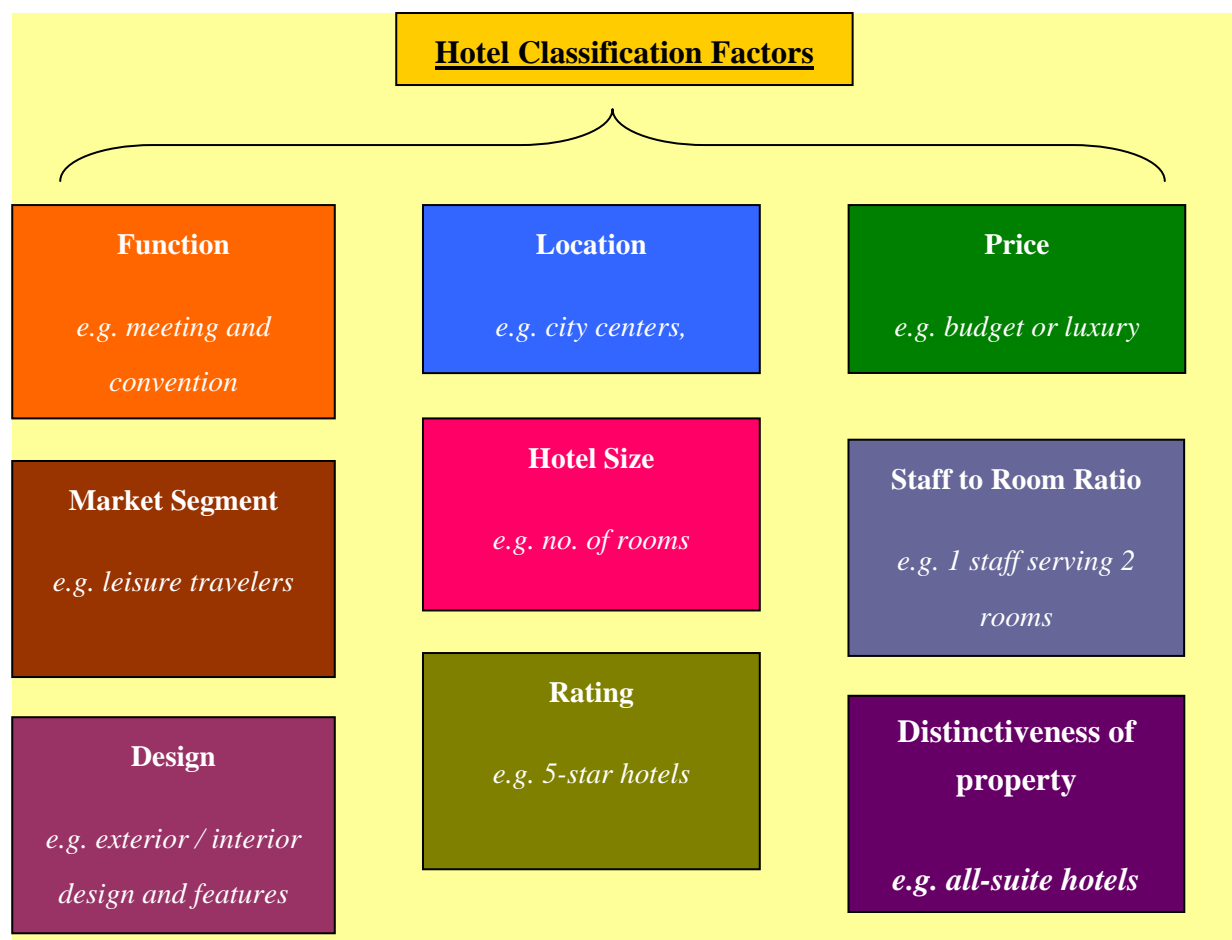 Hotel Classification Factors
Function
e.g. meeting and
convention
Location
e.g. city centers,
Price
e.g. budget or luxury
Market Segment
e.g. leisure travelers
Hotel Size
e.g. no. of rooms
Staff to Room Ratio
e.g. 1 staff serving 2
rooms
Design
e.g. exterior / interior
design and features
Rating
e.g. 5-star hotels
Distinctiveness of
property
e.g. all-suite hotels